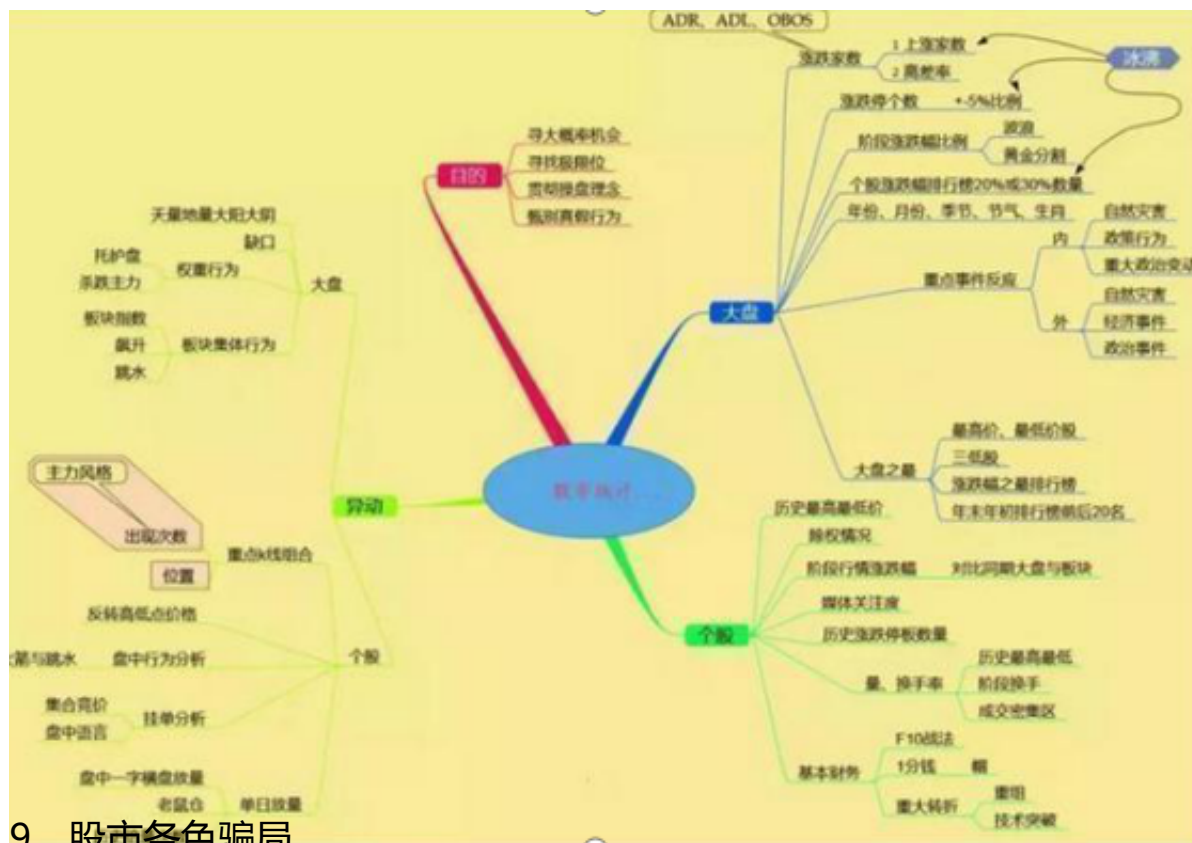 ADR、ADL、OBOS
涨跌家数
1 上涨家数
2 离差率
冰沸
涨跌停个数
+-5%比例
阶段涨跌幅比例
波浪
黄金分割
个股涨跌幅排行榜20%或30%数量
年份、月份、季节、节气、生肖
重点事件反应
内
自然灾害
政策行为
重大政治变动
外
自然灾害
经济事件
政治事件
大盘
大盘之最
最高价、最低价股
三低股
涨跌幅之最排行榜
年末年初排行榜前后20名
目的
寻大概率机会
寻找极限位
贯彻操盘理念
甄别真假行为
异动
大盘
天量地量大阳大阴
缺口
权重行为
托护盘
杀跌主力
板块集体行为
板块指数
飙升
跳水
主力风格
出现次数
位置
重点k线组合
反转高低点价格
箭与跳水
盘中行为分析
个股
集合竞价
盘中语言
挂单分析
盘中一字横盘放量
老鼠仓
单日放量
个股
历史最高最低价
除权情况
阶段行情涨跌幅
对比同期大盘与板块
媒体关注度
历史涨跌停板数量
量、换手率
历史最高最低
阶段换手
成交密集区
基本财务
F10战法
1分钱
重大转折
重组
技术突破
9、股市各色骗局